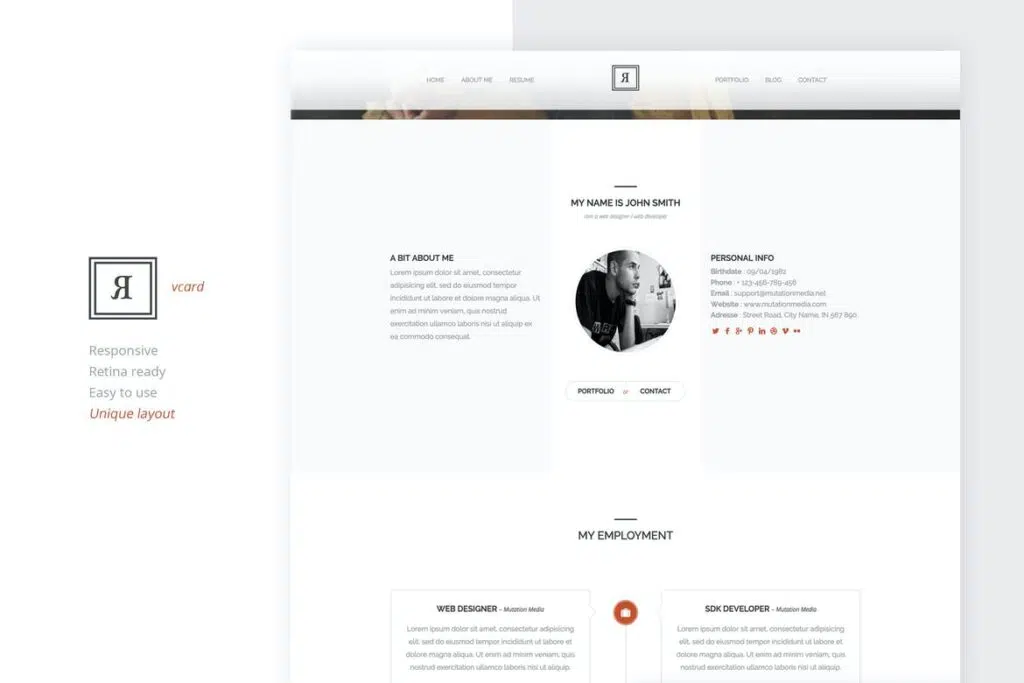 HOME ABOUT ME RESUME Я PORTFOLIO BLOG CONTACT
MY NAME IS JOHN SMITH
Я vcard
Responsive
Retina ready
Easy to use
Unique layout
A BIT ABOUT ME
Lorem ipsum dolor sit amet, consectetur
adipisicing elit, sed do eiusmod tempor
incididunt ut labore et dolore magna aliqua. Ut
enim ad minim veniam, quis nostrud
exercitation ullamco laboris nisi ut aliquip ex
ea commodo consequat.
PERSONAL INFO
Birthdate : 09/04/1982
Phone : + 123-456-789-456
Email : support@mutationmedia.net
Website : www.mutationmedia.com
Adresse : Street Road, City Name, IN 567 890.
PORTFOLIO or CONTACT
MY EMPLOYMENT
WEB DESIGNER - Mutation Media
Lorem ipsum dolor sit amet, consectetur adipisicing
elit, sed do eiusmod tempor incididunt ut labore et
dolore magna aliqua. Ut enim ad minim veniam, quis
nostrud exercitation ullamco laboris nisi ut aliquip.
SDK DEVELOPER - Mutation Media
Lorem ipsum dolor sit amet, consectetur adipisicing
elit, sed do eiusmod tempor incididunt ut labore et
dolore magna aliqua. Ut enim ad minim veniam, quis
nostrud exercitation ullamco laboris nisi ut aliquip.